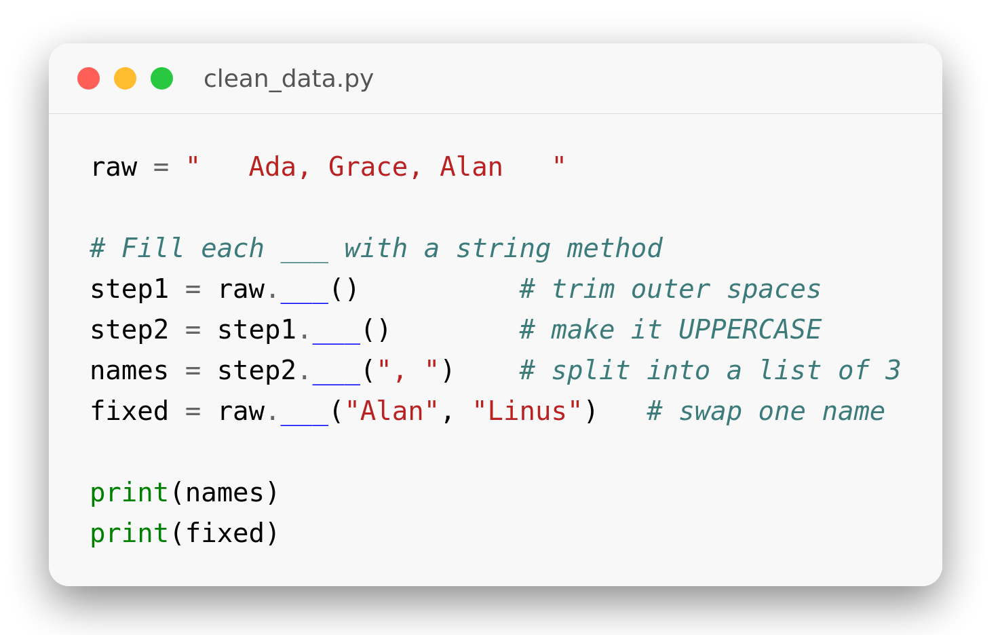 clean_data.py
raw = "   Ada, Grace, Alan   "
# Fill each ___ with a string method
step1 = raw.___()          # trim outer spaces
step2 = step1.___()        # make it UPPERCASE
names = step2.___(", ")    # split into a list of 3
fixed = raw.___("Alan", "Linus")   # swap one name
print(names)
print(fixed)